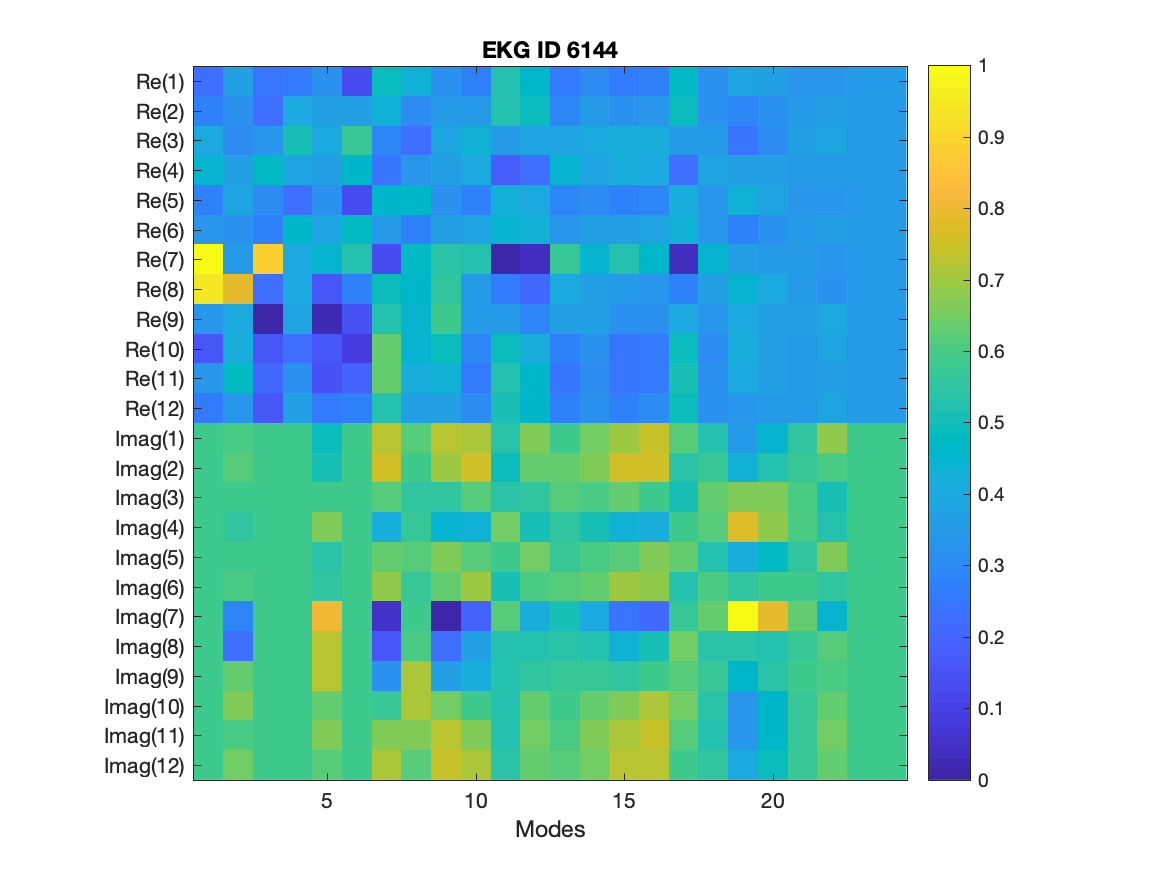 EKG ID 6144
Re(1)
Re(2)
Re(3)
Re(4)
Re(5)
Re(6)
Re(7)
Re(8)
Re(9)
Re(10)
Re(11)
Re(12)
Imag(1)
Imag(2)
Imag(3)
Imag(4)
Imag(5)
Imag(6)
Imag(7)
Imag(8)
Imag(9)
Imag(10)
Imag(11)
Imag(12)
5 10 15 20
Modes
1
0.9
0.8
0.7
0.6
0.5
0.4
0.3
0.2
0.1
0